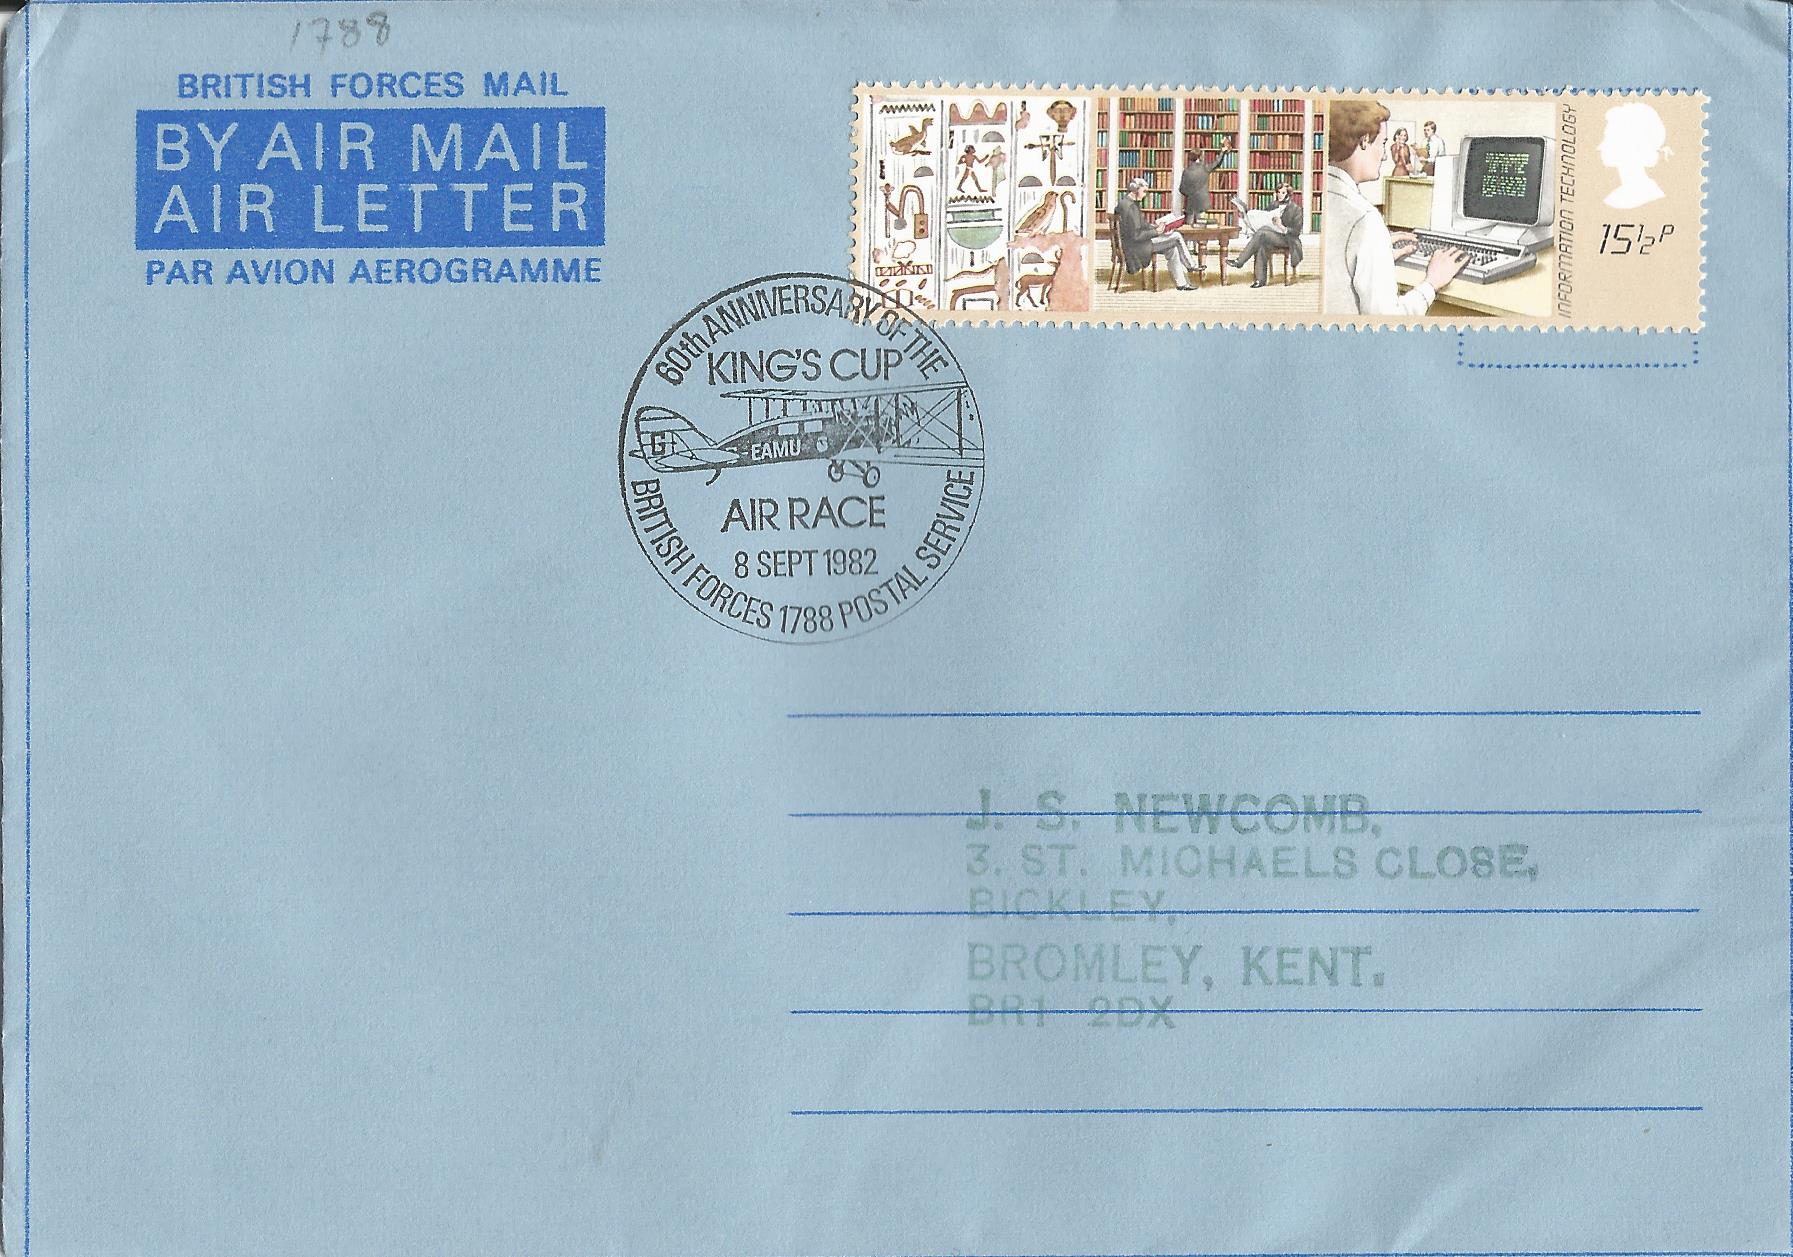 1788
BRITISH FORCES MAIL
BY AIR MAIL
AIR LETTER
PAR AVION AEROGRAMME
INFORMATION TECHNOLOGY
15½P
60th ANNIVERSARY OF THE
KING'S CUP
G-EAMU
AIR RACE
8 SEPT 1982
BRITISH FORCES 1788 POSTAL SERVICE
J. S. NEWCOMB.
3. ST. MICHAELS CLOSE,
BICKLEY,
BROMLEY, KENT.
BR1 2DX